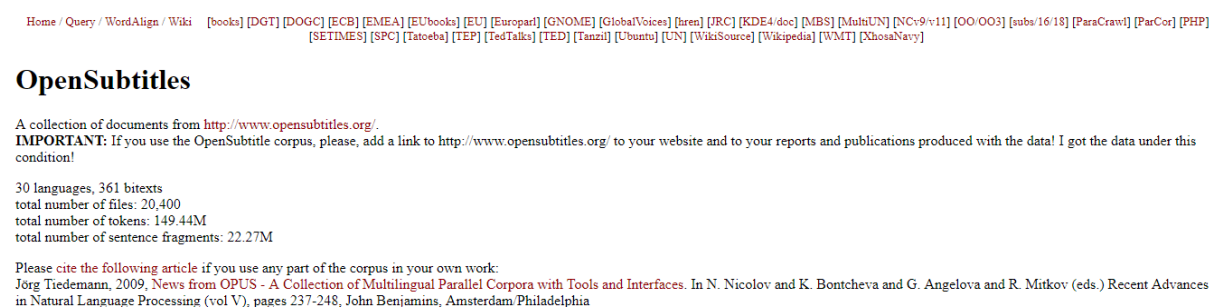 Home / Query / WordAlign / Wiki [books] [DGT] [DOGC] [ECB] [EMEA] [EUbooks] [EU] [Europarl] [GNOME] [GlobalVoices] [hren] [JRC] [KDE4/doc] [MBS] [MultiUN] [NCv9/v11] [OO/OO3] [subs/16/18] [ParaCrawl] [ParCor] [PHP]
[SETIMES] [SPC] [Tatoeba] [TEP] [TedTalks] [TED] [Tanzil] [Ubuntu] [UN] [WikiSource] [Wikipedia] [WMT] [XhosaNavy]
OpenSubtitles
A collection of documents from http://www.opensubtitles.org/.
IMPORTANT: If you use the OpenSubtitle corpus, please, add a link to http://www.opensubtitles.org/ to your website and to your reports and publications produced with the data! I got the data under this
condition!
30 languages, 361 bitexts
total number of files: 20,400
total number of tokens: 149.44M
total number of sentence fragments: 22.27M
Please cite the following article if you use any part of the corpus in your own work:
Jörg Tiedemann, 2009, News from OPUS - A Collection of Multilingual Parallel Corpora with Tools and Interfaces. In N. Nicolov and K. Bontcheva and G. Angelova and R. Mitkov (eds.) Recent Advances
in Natural Language Processing (vol V), pages 237-248, John Benjamins, Amsterdam/Philadelphia